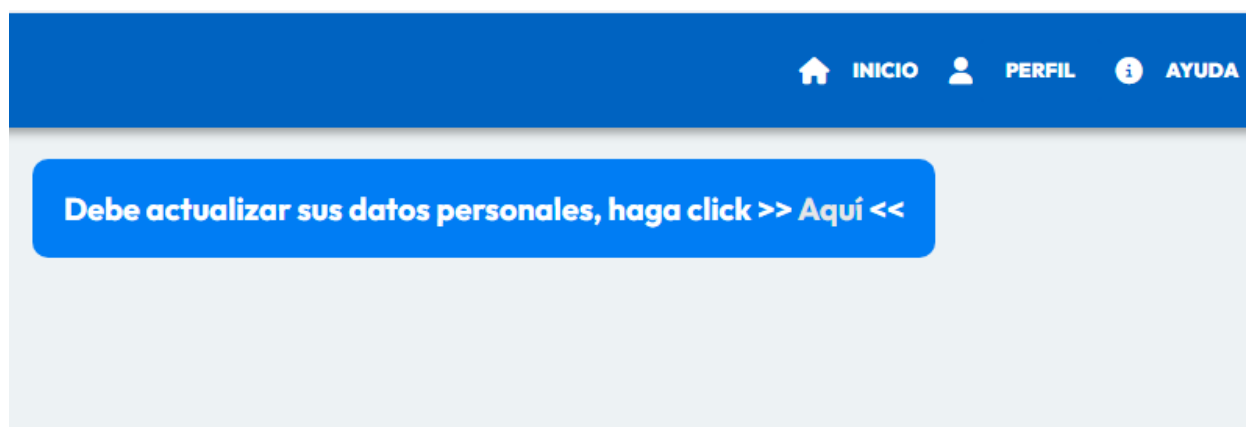 INICIO PERFIL AYUDA
Debe actualizar sus datos personales, haga click >> Aquí <<